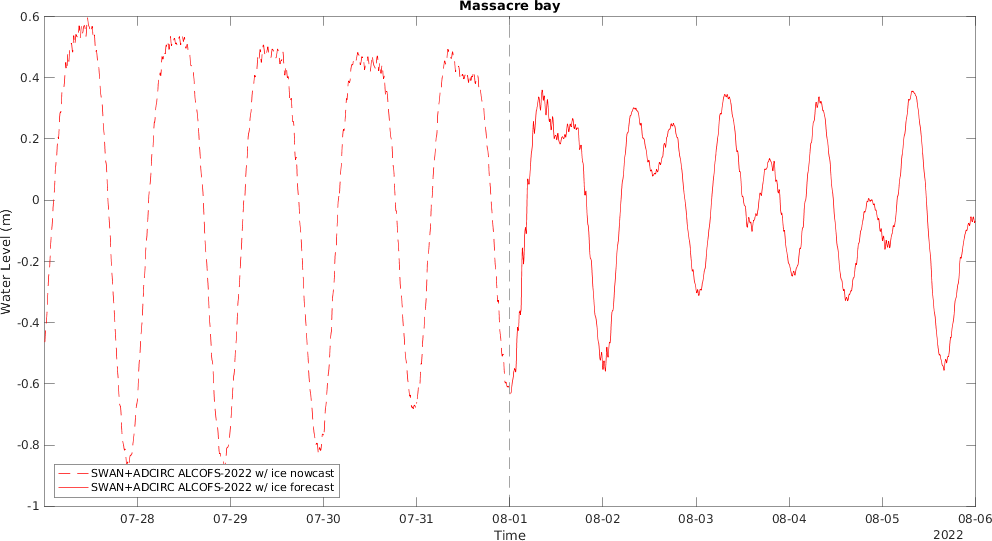 Massacre bay
0.6
0.4
0.2
0
-0.2
-0.4
-0.6
-0.8
-1
Water Level (m)
SWAN+ADCIRC ALCOFS-2022 w/ ice nowcast
SWAN+ADCIRC ALCOFS-2022 w/ ice forecast
07-28 07-29 07-30 07-31 08-01 08-02 08-03 08-04 08-05 08-06
Time
2022